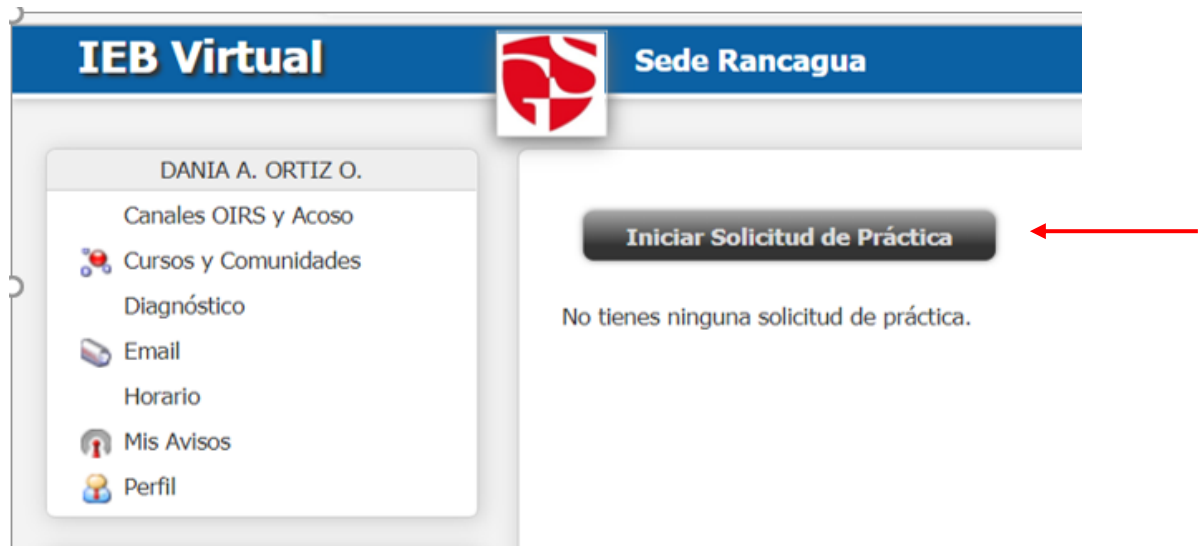 IEB Virtual
Sede Rancagua
DANIA A. ORTIZ O.
Canales OIRS y Acoso
Cursos y Comunidades
Diagnóstico
Email
Horario
Mis Avisos
Perfil
Iniciar Solicitud de Práctica
No tienes ninguna solicitud de práctica.